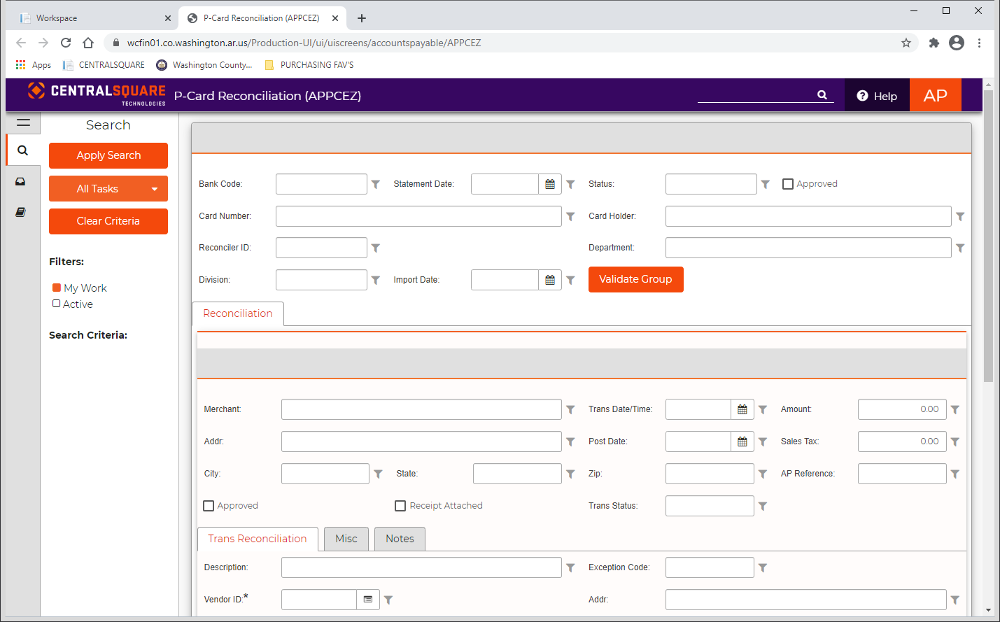 Workspace
P-Card Reconciliation (APPCEZ)
wcfin01.co.washington.ar.us/Production-UI/ui/uiscreens/accountspayable/APPCEZ
Apps CENTRALSQUARE Washington County... PURCHASING FAV'S
CENTRALSQUARE TECHNOLOGIES P-Card Reconciliation (APPCEZ) Help AP
Search
Apply Search
All Tasks
Clear Criteria
Filters:
My Work
Active
Search Criteria:
Bank Code: Statement Date: Status: Approved
Card Number: Card Holder:
Reconciler ID: Department:
Division: Import Date: Validate Group
Reconciliation
Merchant: Trans Date/Time: Amount: 0.00
Addr: Post Date: Sales Tax: 0.00
City: State: Zip: AP Reference:
Approved Receipt Attached Trans Status:
Trans Reconciliation Misc Notes
Description: Exception Code:
Vendor ID:* Addr: